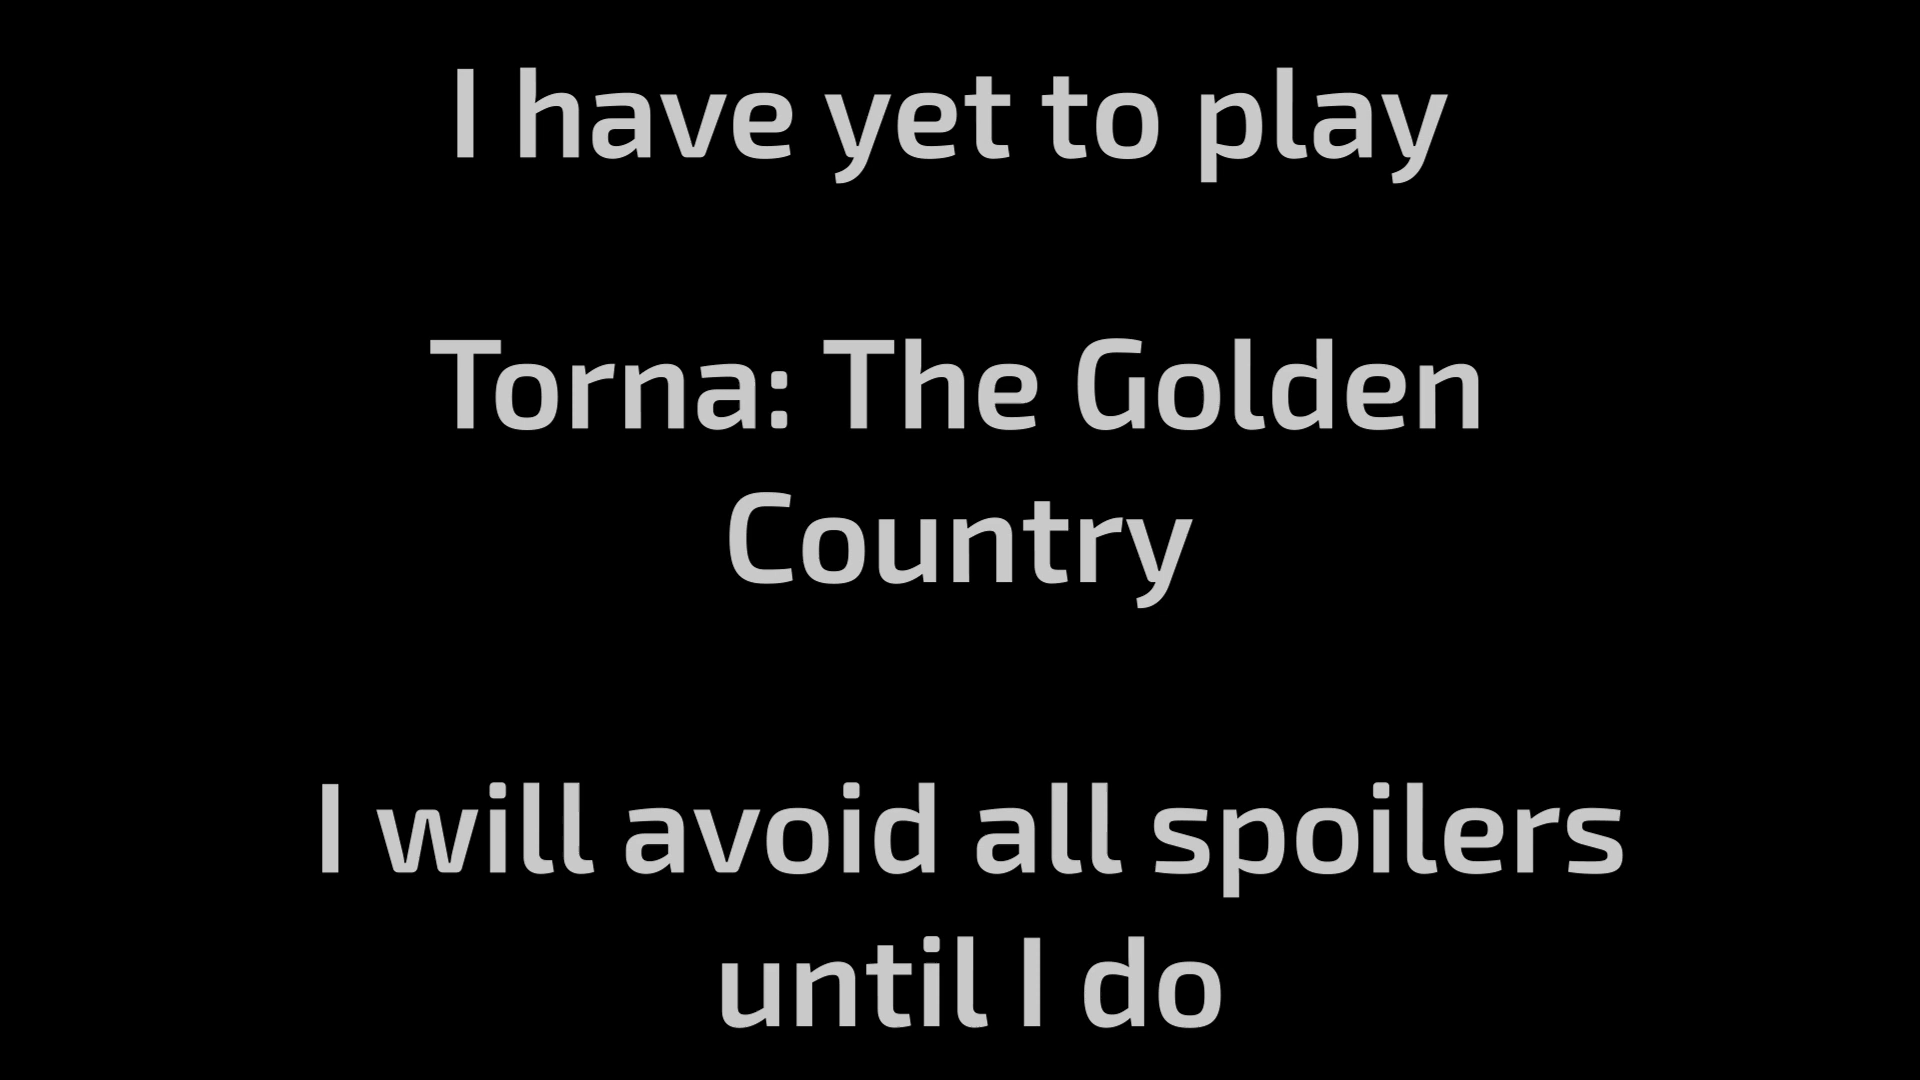 I have yet to play
Torna: The Golden
Country
I will avoid all spoilers
until I do